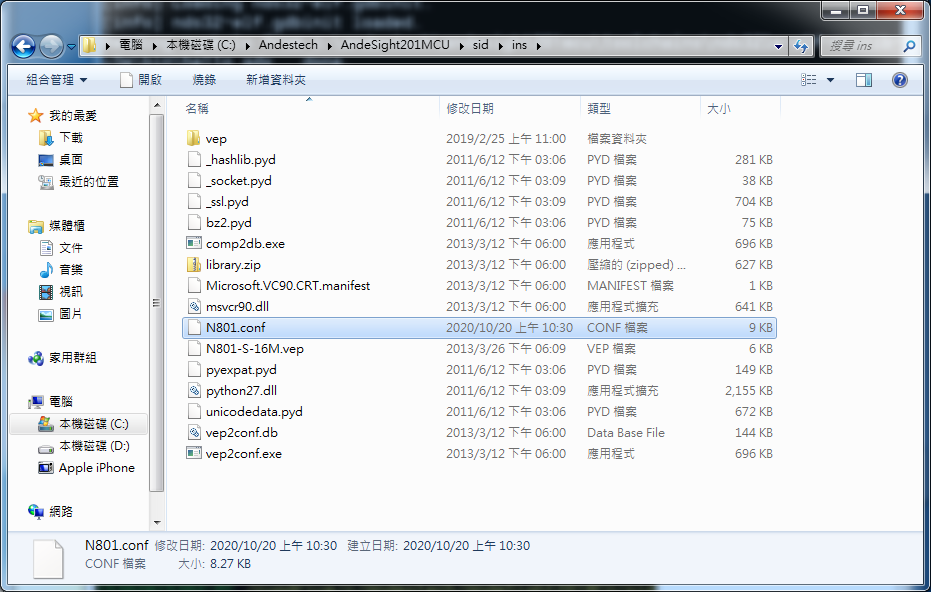 [info] Loading nds32-elf.gdbinit.
[info] nds32-elf.gdbinit loaded.
電腦 本機磁碟 (C:) Andestech AndeSight201MCU sid ins
搜尋 ins
組合管理 開啟 燒錄 新增資料夾
我的最愛
下載
桌面
最近的位置
媒體櫃
文件
音樂
視訊
圖片
家用群組
電腦
本機磁碟 (C:)
本機磁碟 (D:)
Apple iPhone
網路
名稱 修改日期 類型 大小
vep 2019/2/25 上午 11:00 檔案資料夾
_hashlib.pyd 2011/6/12 下午 03:06 PYD 檔案 281 KB
_socket.pyd 2011/6/12 下午 03:09 PYD 檔案 38 KB
_ssl.pyd 2011/6/12 下午 03:09 PYD 檔案 704 KB
bz2.pyd 2011/6/12 下午 03:06 PYD 檔案 75 KB
comp2db.exe 2013/3/12 下午 06:00 應用程式 696 KB
library.zip 2013/3/12 下午 06:00 壓縮的 (zipped) ... 627 KB
Microsoft.VC90.CRT.manifest 2013/3/12 下午 06:00 MANIFEST 檔案 1 KB
msvcr90.dll 2013/3/12 下午 06:00 應用程式擴充 641 KB
N801.conf 2020/10/20 上午 10:30 CONF 檔案 9 KB
N801-S-16M.vep 2013/3/26 下午 06:09 VEP 檔案 6 KB
pyexpat.pyd 2011/6/12 下午 03:06 PYD 檔案 149 KB
python27.dll 2011/6/12 下午 03:09 應用程式擴充 2,155 KB
unicodedata.pyd 2011/6/12 下午 03:06 PYD 檔案 672 KB
vep2conf.db 2013/3/12 下午 06:00 Data Base File 144 KB
vep2conf.exe 2013/3/12 下午 06:00 應用程式 696 KB
N801.conf 修改日期: 2020/10/20 上午 10:30 建立日期: 2020/10/20 上午 10:30
CONF 檔案 大小: 8.27 KB